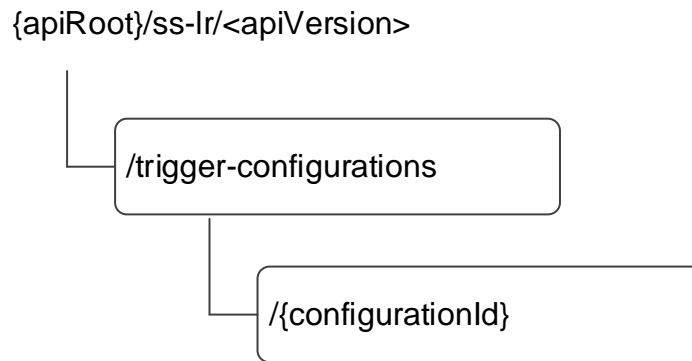 {apiRoot}/ss-lr/<apiVersion>
/trigger-configurations
/{configurationId}